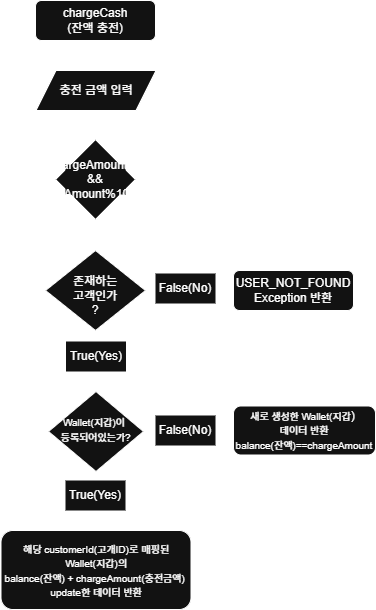 chargeCash
(잔액 충전)
충전 금액 입력
argeAmount
&&
Amount%10
존재하는
고객인가
?
False(No)
USER_NOT_FOUND
Exception 반환
True(Yes)
Wallet(지갑)이
등록되어있는가?
False(No)
새로 생성한 Wallet(지갑)
데이터 반환
balance(잔액)==chargeAmount
True(Yes)
해당 customerId(고개ID)로 매핑된
Wallet(지갑)의
balance(잔액) + chargeAmount(충전금액)
update한 데이터 반환